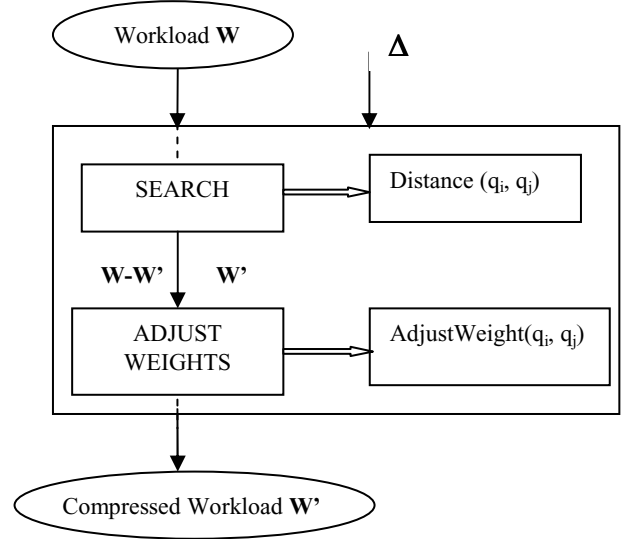 Workload W
Δ
SEARCH
Distance (qi, qj)
W-W’ W’
ADJUST
WEIGHTS
AdjustWeight(qi, qj)
Compressed Workload W’